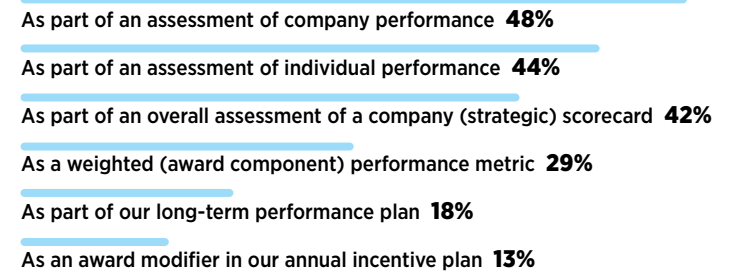 As part of an assessment of company performance 48%
As part of an assessment of individual performance 44%
As part of an overall assessment of a company (strategic) scorecard 42%
As a weighted (award component) performance metric 29%
As part of our long-term performance plan 18%
As an award modifier in our annual incentive plan 13%